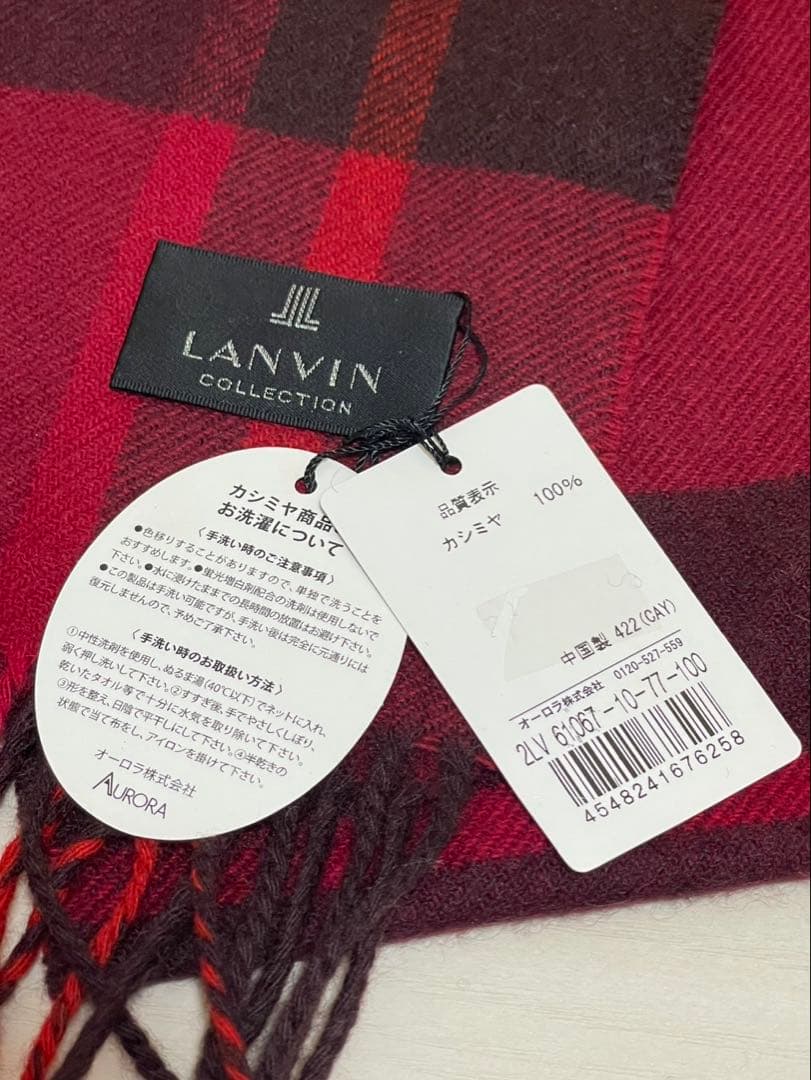 LANVIN
COLLECTION
カシミヤ商品
お洗濯について
〈手洗い時のご注意事項〉
●色移りすることがありますので、単独で洗うことを
おすすめします。●蛍光増白剤配合の洗剤は使用しないで
下さい。●水に浸けたままでの長時間の放置はお避け下さい。
●この製品は手洗い可能ですが、手洗い後は完全に元通りには
復元しませんので、予めご了承下さい。
〈手洗い時のお取扱い方法〉
①中性洗剤を使用し、ぬるま湯(40℃以下)でネットに入れ、
弱く押し洗いして下さい。②すすぎ後、手でやさしくしぼり、
乾いたタオル等で十分に水気を取り除いて下さい。
③形を整え、日陰で平干しにして下さい。④半乾きの
状態で当て布をし、アイロンを掛けて下さい。
オーロラ株式会社
AURORA
品質表示
カシミヤ 100%
中国製 422(CAY)
オーロラ株式会社 0120-527-559
2LV 61067-10-77-100
4548241676258